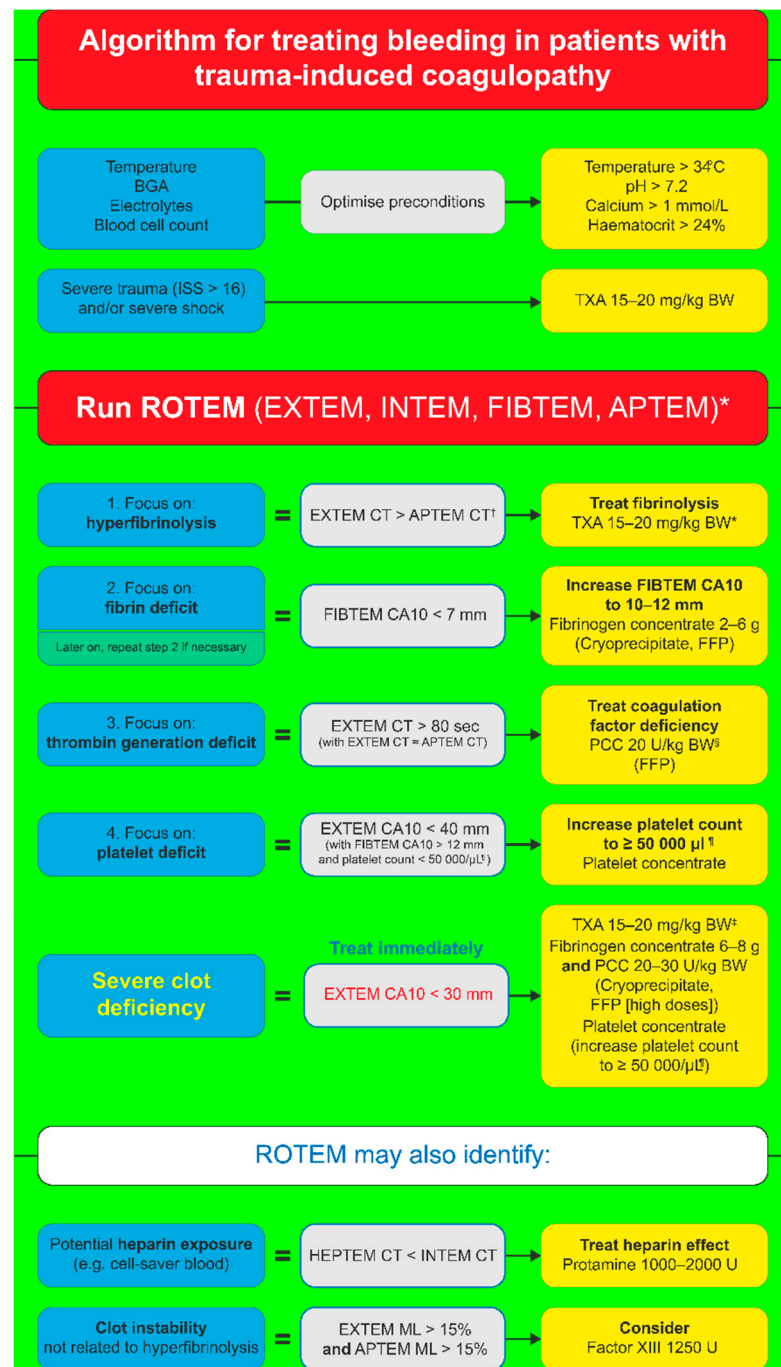 Algorithm for treating bleeding in patients with
trauma-induced coagulopathy
Temperature
BGA
Electrolytes
Blood cell count
Optimise preconditions
Temperature > 34°C
pH > 7.2
Calcium > 1 mmol/L
Haematocrit > 24%
Severe trauma (ISS > 16)
and/or severe shock
TXA 15–20 mg/kg BW
Run ROTEM (EXTEM, INTEM, FIBTEM, APTEM)*
1. Focus on:
hyperfibrinolysis
=
EXTEM CT > APTEM CT†
Treat fibrinolysis
TXA 15–20 mg/kg BW*
2. Focus on:
fibrin deficit
Later on, repeat step 2 if necessary
=
FIBTEM CA10 < 7 mm
Increase FIBTEM CA10
to 10–12 mm
Fibrinogen concentrate 2–6 g
(Cryoprecipitate, FFP)
3. Focus on:
thrombin generation deficit
=
EXTEM CT > 80 sec
(with EXTEM CT ≈ APTEM CT)
Treat coagulation
factor deficiency
PCC 20 U/kg BW§
(FFP)
4. Focus on:
platelet deficit
=
EXTEM CA10 < 40 mm
(with FIBTEM CA10 > 12 mm
and platelet count < 50 000/µL¶)
Increase platelet count
to ≥ 50 000 µl ¶
Platelet concentrate
Severe clot
deficiency
=
Treat immediately
EXTEM CA10 < 30 mm
TXA 15–20 mg/kg BW‡
Fibrinogen concentrate 6–8 g
and PCC 20–30 U/kg BW
(Cryoprecipitate,
FFP [high doses])
Platelet concentrate
(increase platelet count
to ≥ 50 000/µL¶)
ROTEM may also identify:
Potential heparin exposure
(e.g. cell-saver blood)
=
HEPTEM CT < INTEM CT
Treat heparin effect
Protamine 1000–2000 U
Clot instability
not related to hyperfibrinolysis
=
EXTEM ML > 15%
and APTEM ML > 15%
Consider
Factor XIII 1250 U